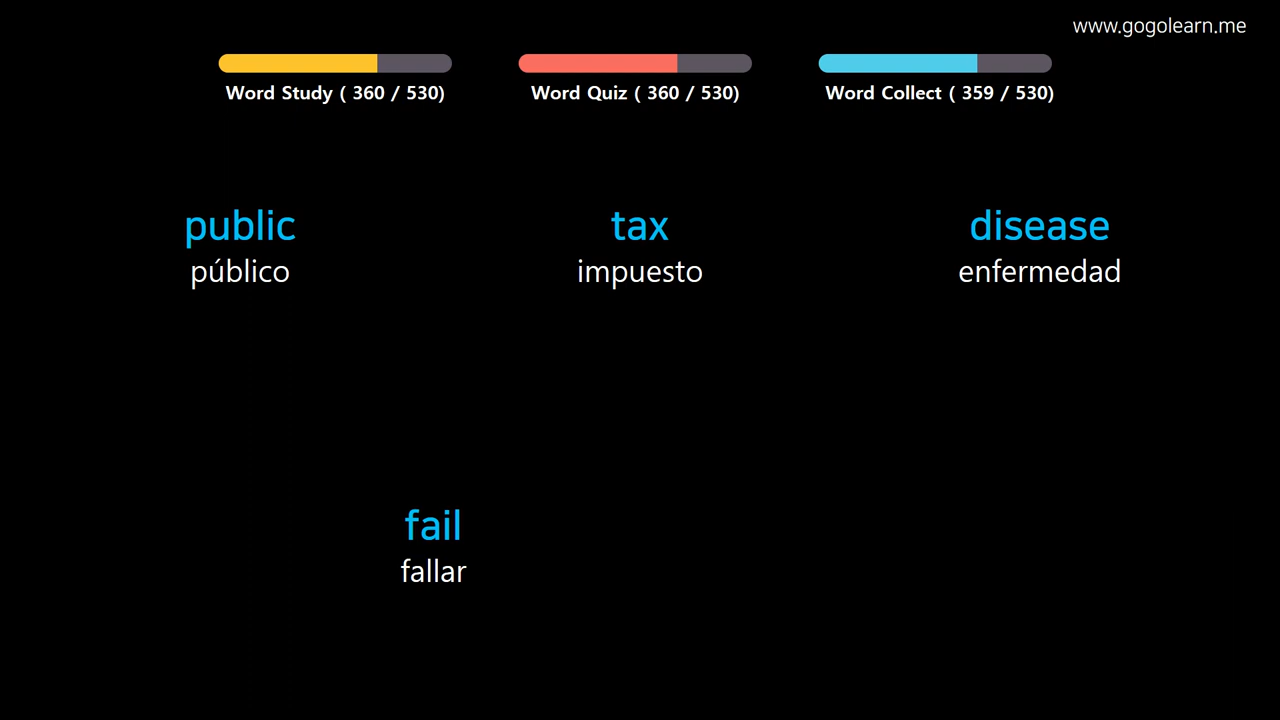 www.gogolearn.me
Word Study ( 360 / 530)
Word Quiz ( 360 / 530)
Word Collect ( 359 / 530)
public
público
tax
impuesto
disease
enfermedad
fail
fallar